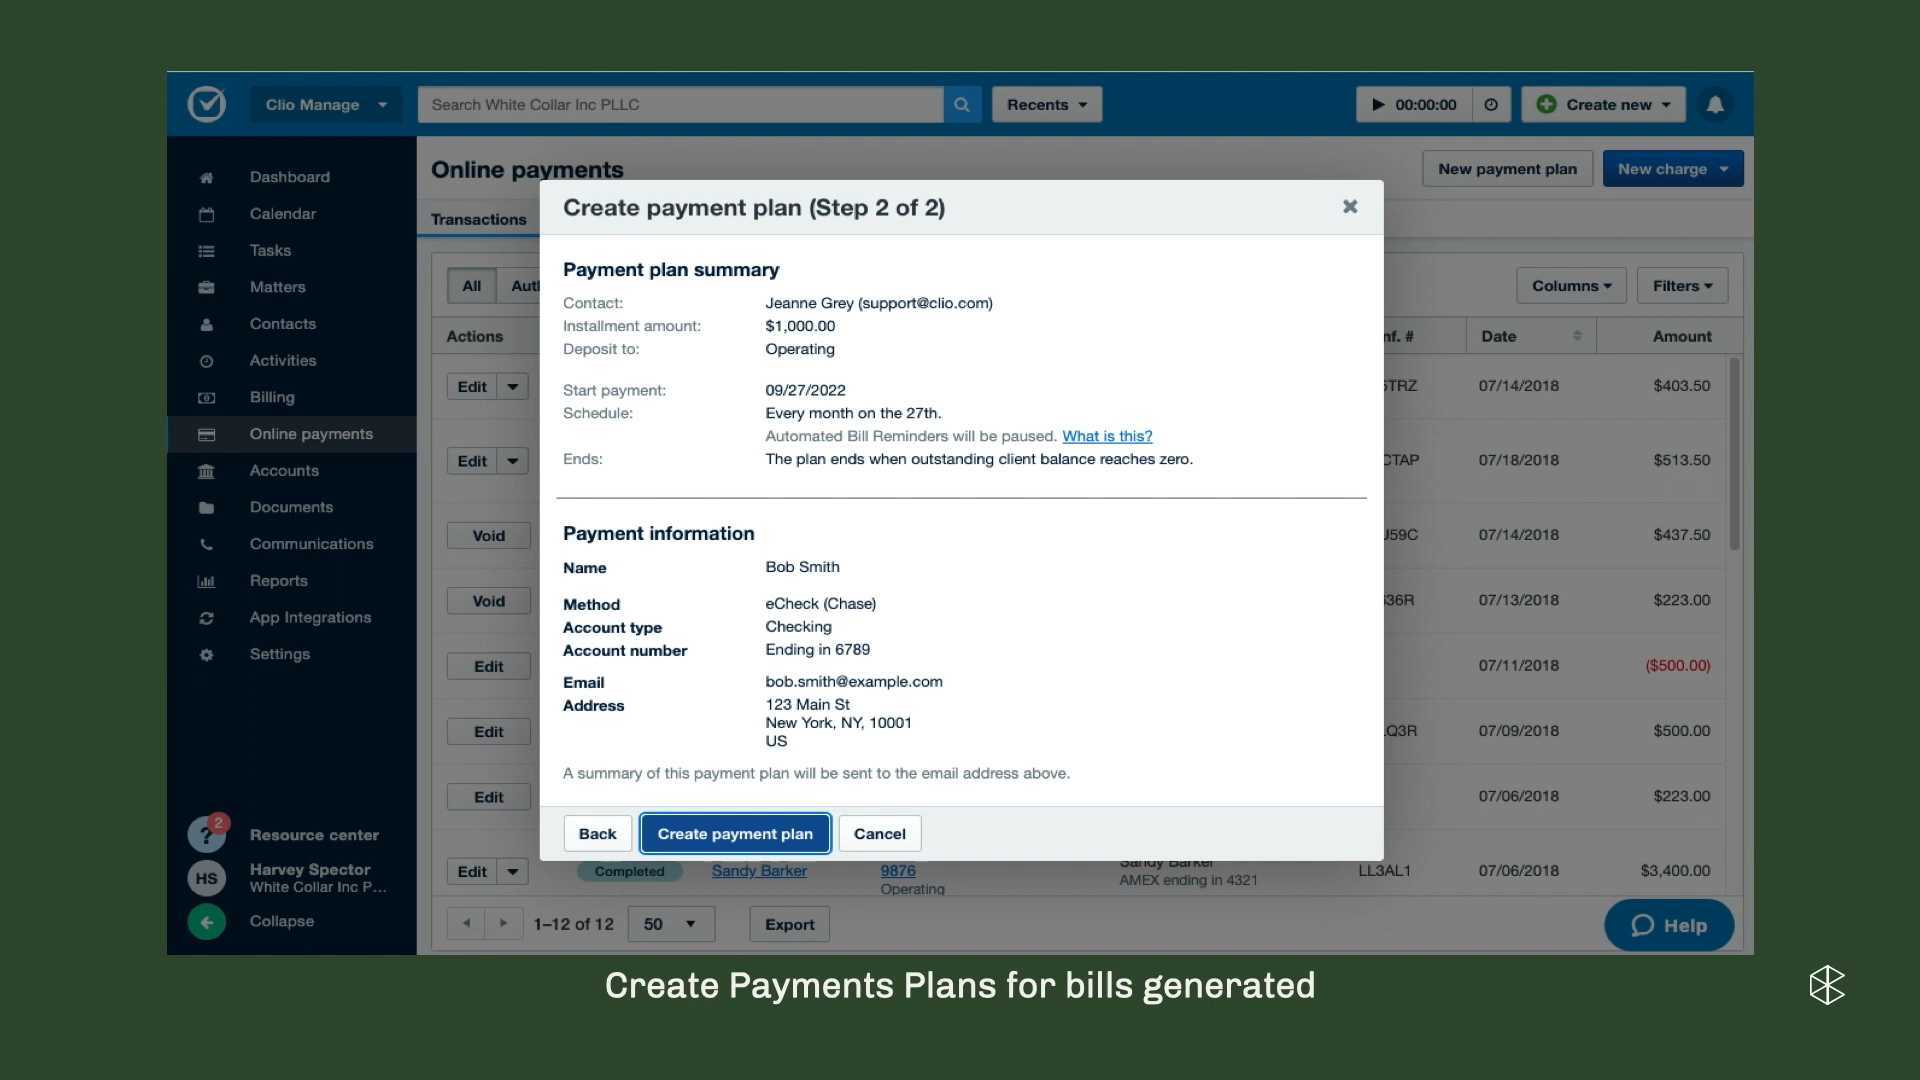 Clio Manage
Search White Collar Inc PLLC
Recents
00:00:00
Create new
Dashboard
Calendar
Tasks
Matters
Contacts
Activities
Billing
Online payments
Accounts
Documents
Communications
Reports
App Integrations
Settings
2
?
Resource center
HS
Harvey Spector
White Collar Inc P...
Collapse
Online payments
New payment plan
New charge
Transactions
All
Columns
Filters
Actions
Date
Amount
Edit
07/14/2018
$403.50
Edit
07/18/2018
$513.50
Void
07/14/2018
$437.50
Void
07/13/2018
$223.00
Edit
07/11/2018
($500.00)
Edit
07/09/2018
$500.00
Edit
07/06/2018
$223.00
Edit
Completed
Sandy Barker
9876
Operating
Sandy Barker
AMEX ending in 4321
LL3AL1
07/06/2018
$3,400.00
1–12 of 12
50
Export
Help
Create payment plan (Step 2 of 2)
Payment plan summary
Contact: Jeanne Grey (support@clio.com)
Installment amount: $1,000.00
Deposit to: Operating
Start payment: 09/27/2022
Schedule: Every month on the 27th.
Automated Bill Reminders will be paused. What is this?
Ends: The plan ends when outstanding client balance reaches zero.
Payment information
Name Bob Smith
Method eCheck (Chase)
Account type Checking
Account number Ending in 6789
Email bob.smith@example.com
Address 123 Main St
New York, NY, 10001
US
A summary of this payment plan will be sent to the email address above.
Back
Create payment plan
Cancel
Create Payments Plans for bills generated